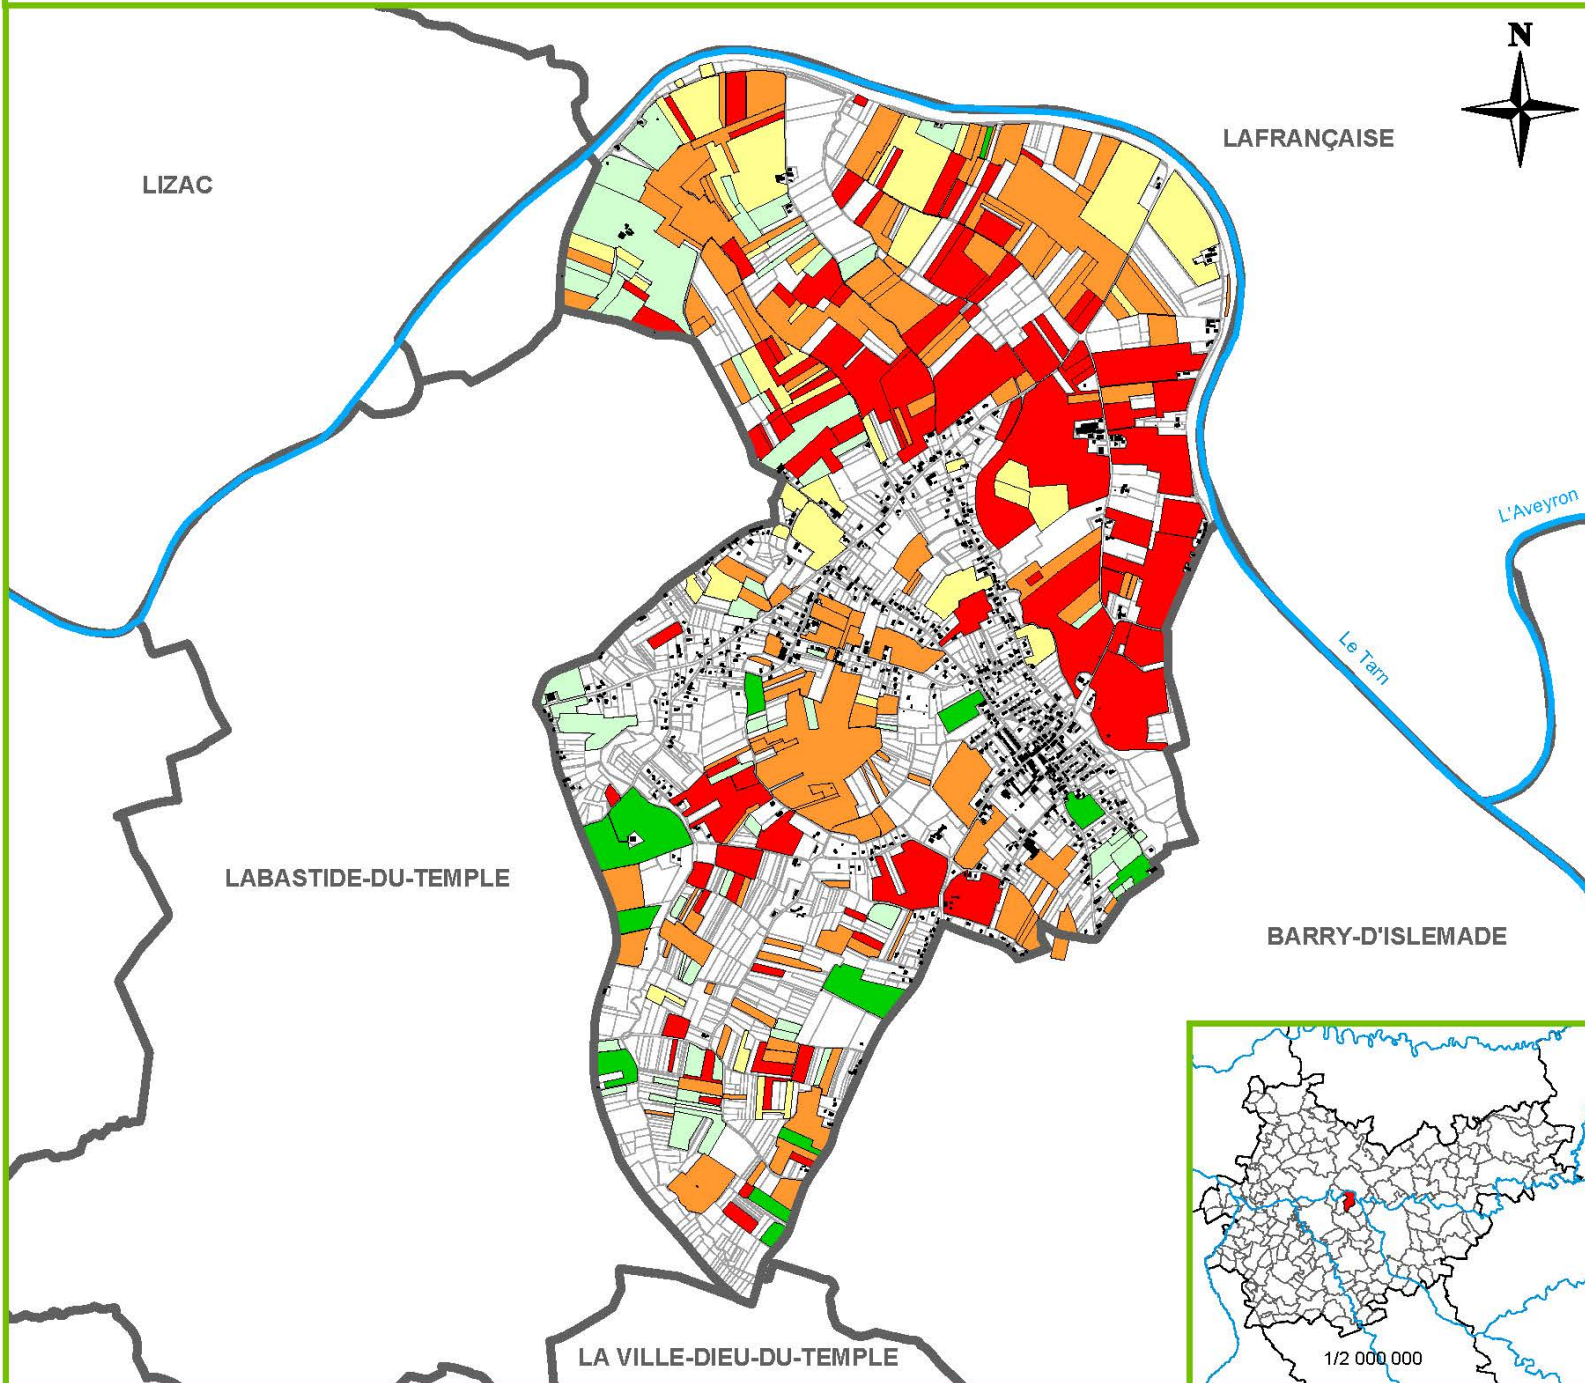 N
LAFRANÇAISE
LIZAC
L'Aveyron
Le Tarn
LABASTIDE-DU-TEMPLE
BARRY-D'ISLEMADE
LA VILLE-DIEU-DU-TEMPLE
1/2 000 000